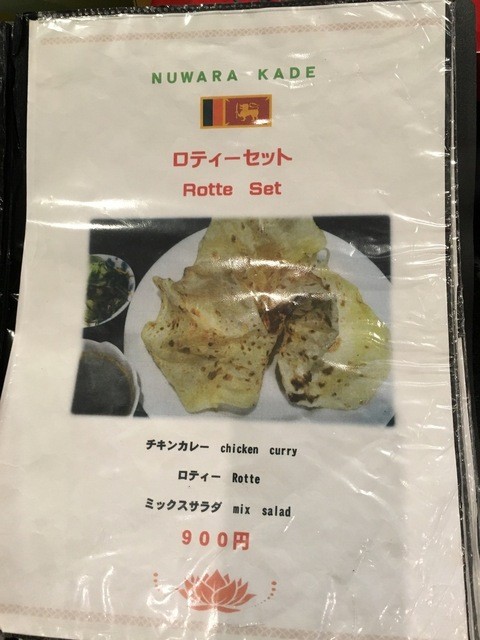 NUWARA KADE
ロティーセット
Rotte Set
チキンカレー chicken curry
ロティー Rotte
ミックスサラダ mix salad
900円